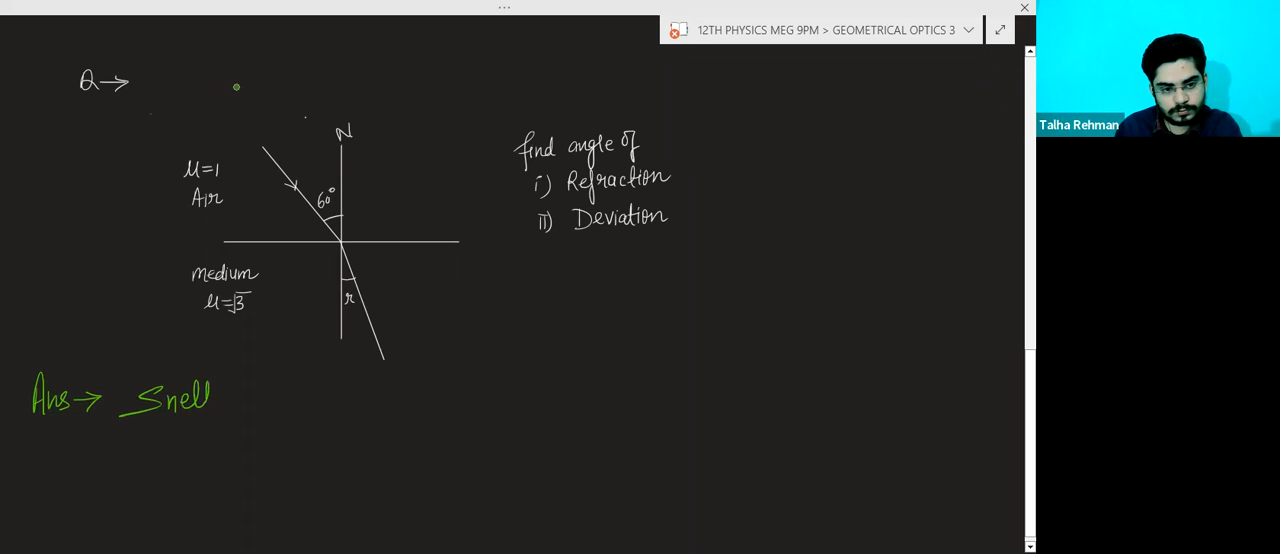 12TH PHYSICS MEG 9PM > GEOMETRICAL OPTICS 3
Talha Rehman
Q→
N
μ=1
Air
60°
find angle of
i) Refraction
II) Deviation
medium
μ=√3
r
Ans→ Snell